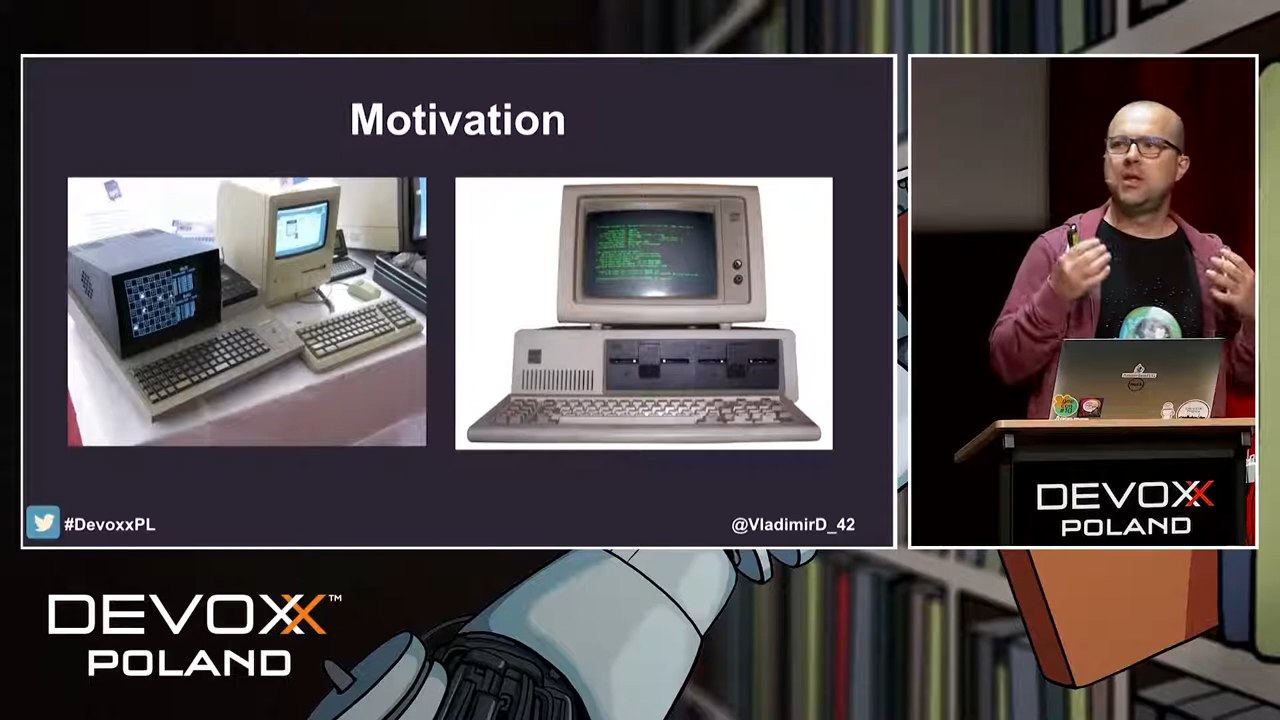 Motivation
#DevoxxPL
@VladimirD_42
DEVOXX
POLAND
DEVOXX™
POLAND